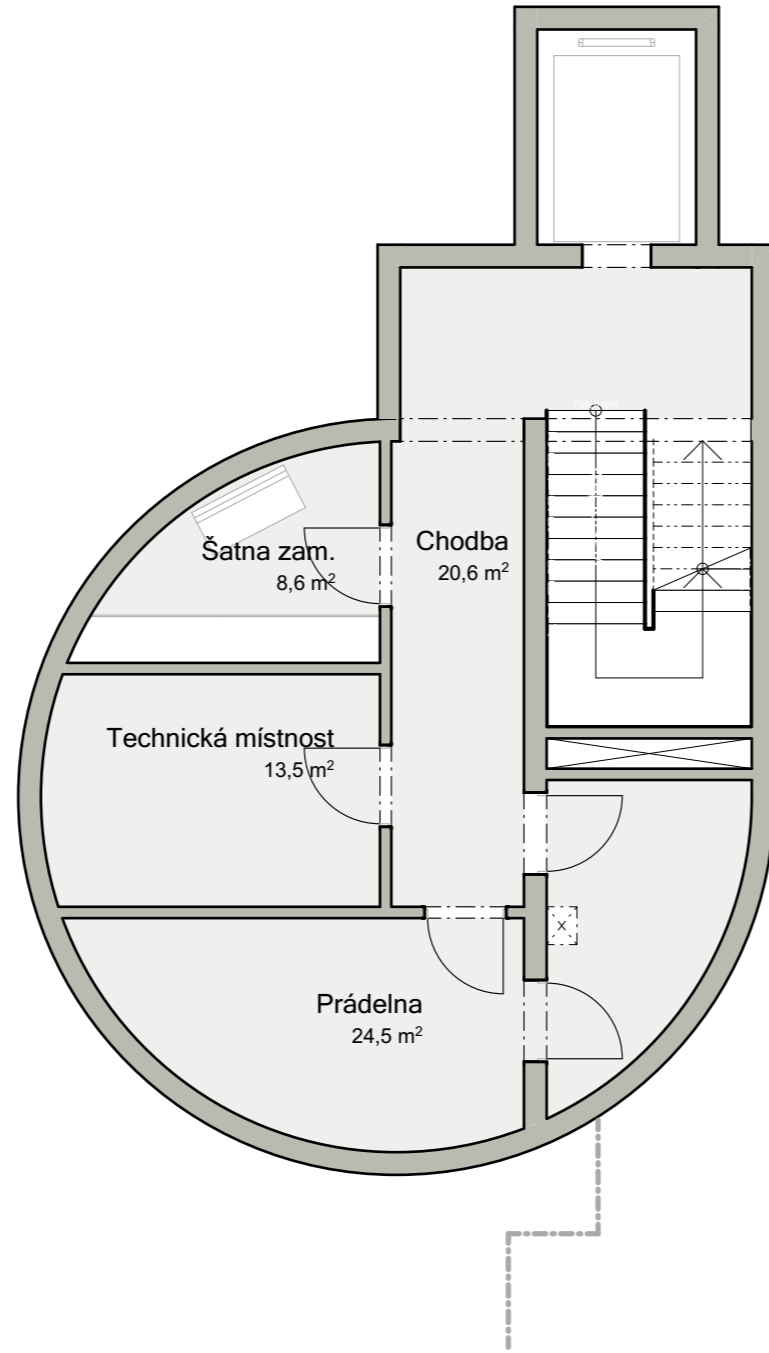 Šatna zam.
8,6 m²
Chodba
20,6 m²
Technická místnost
13,5 m²
Prádelna
24,5 m²